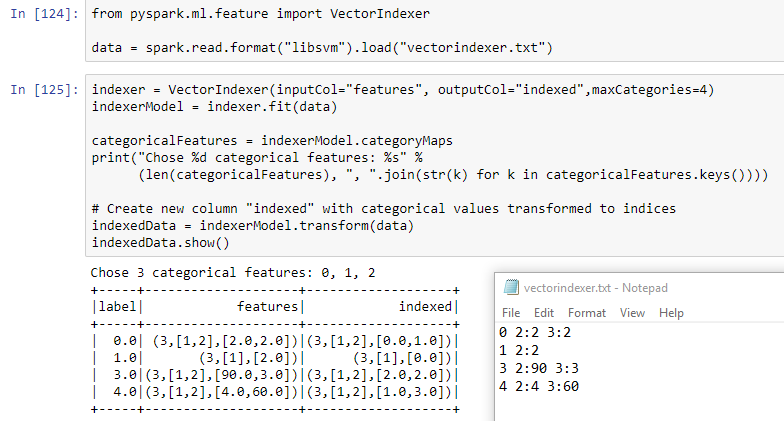 In [124]: from pyspark.ml.feature import VectorIndexer
data = spark.read.format("libsvm").load("vectorindexer.txt")
In [125]: indexer = VectorIndexer(inputCol="features", outputCol="indexed",maxCategories=4)
indexerModel = indexer.fit(data)
categoricalFeatures = indexerModel.categoryMaps
print("Chose %d categorical features: %s" %
(len(categoricalFeatures), ", ".join(str(k) for k in categoricalFeatures.keys())))
# Create new column "indexed" with categorical values transformed to indices
indexedData = indexerModel.transform(data)
indexedData.show()
Chose 3 categorical features: 0, 1, 2
+-----+--------------------+--------------------+
|label|            features|             indexed|
+-----+--------------------+--------------------+
|  0.0| (3,[1,2],[2.0,2.0])|(3,[1,2],[0.0,1.0])|
|  1.0|       (3,[1],[2.0])|      (3,[1],[0.0])|
|  3.0|(3,[1,2],[90.0,3.0])|(3,[1,2],[2.0,2.0])|
|  4.0|(3,[1,2],[4.0,60.0])|(3,[1,2],[1.0,3.0])|
+-----+--------------------+--------------------+
vectorindexer.txt - Notepad
File Edit Format View Help
0 2:2 3:2
1 2:2
3 2:90 3:3
4 2:4 3:60